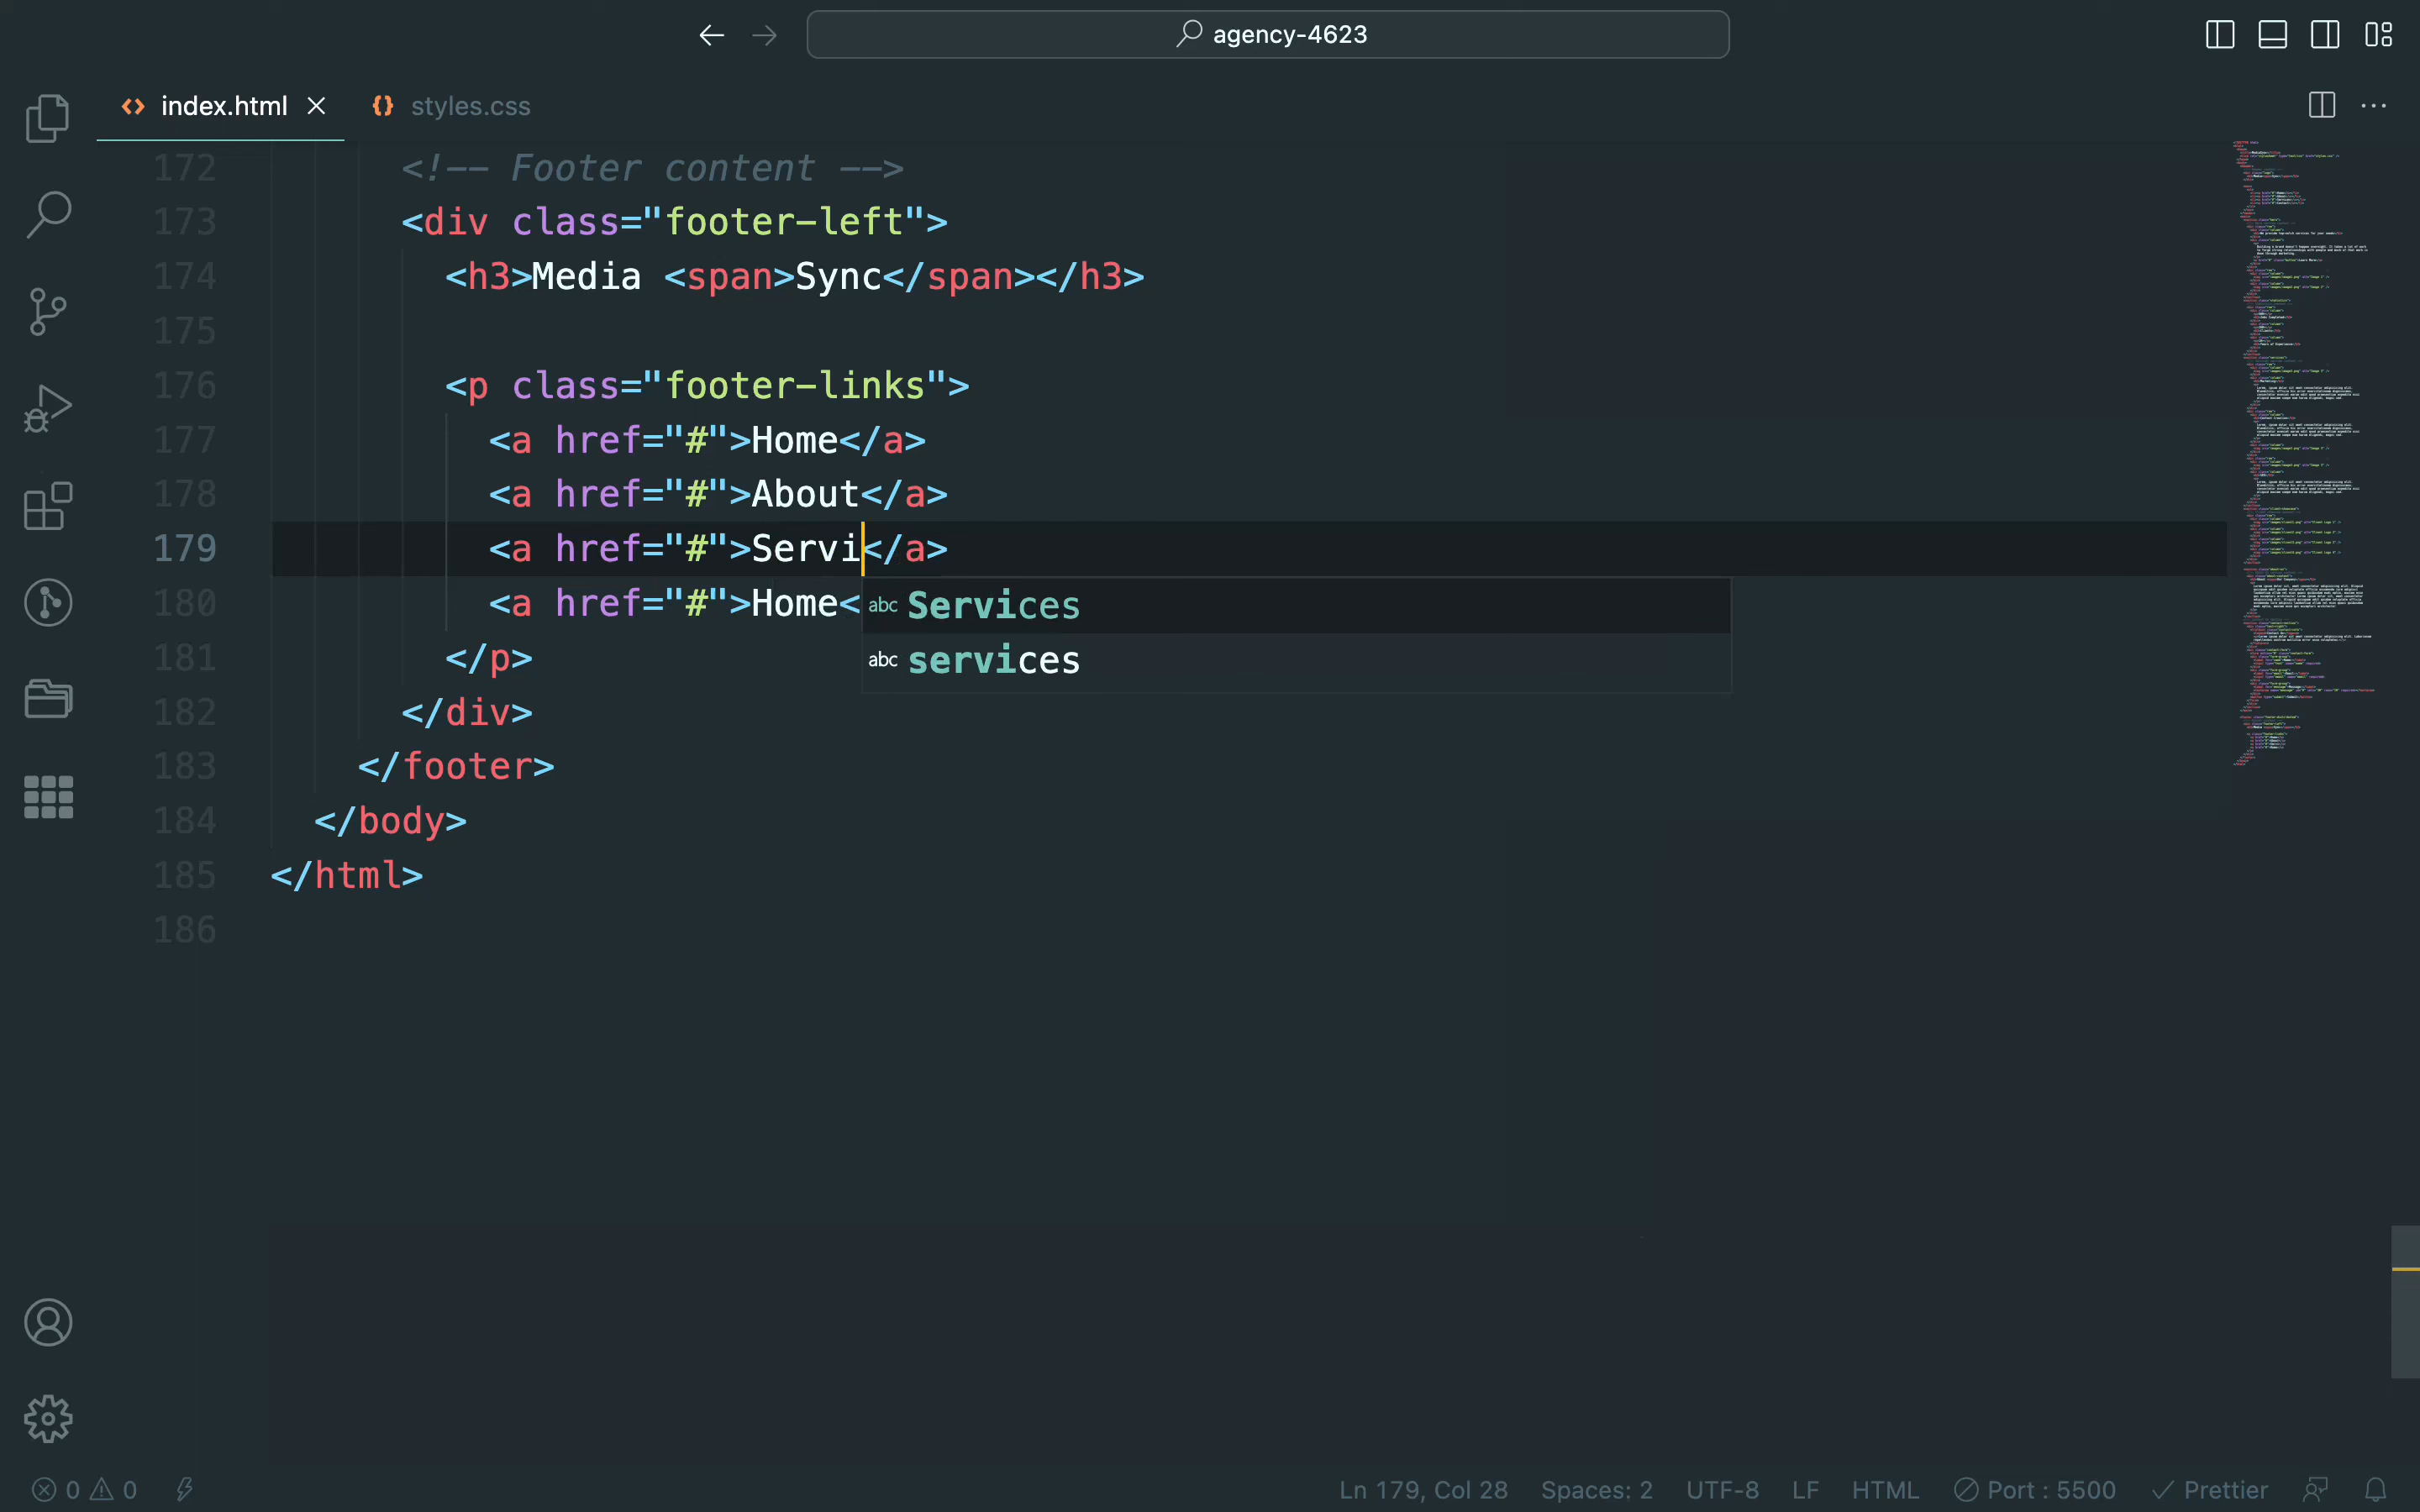 agency-4623
index.html
styles.css
172 <!-- Footer content -->
173 <div class="footer-left">
174 <h3>Media <span>Sync</span></h3>
175
176 <p class="footer-links">
177 <a href="#">Home</a>
178 <a href="#">About</a>
179 <a href="#">Servi</a>
180 <a href="#">Home<
abc Services
abc services
181 </p>
182 </div>
183 </footer>
184 </body>
185 </html>
186
0 0 Ln 179, Col 28 Spaces: 2 UTF-8 LF HTML Port : 5500 Prettier